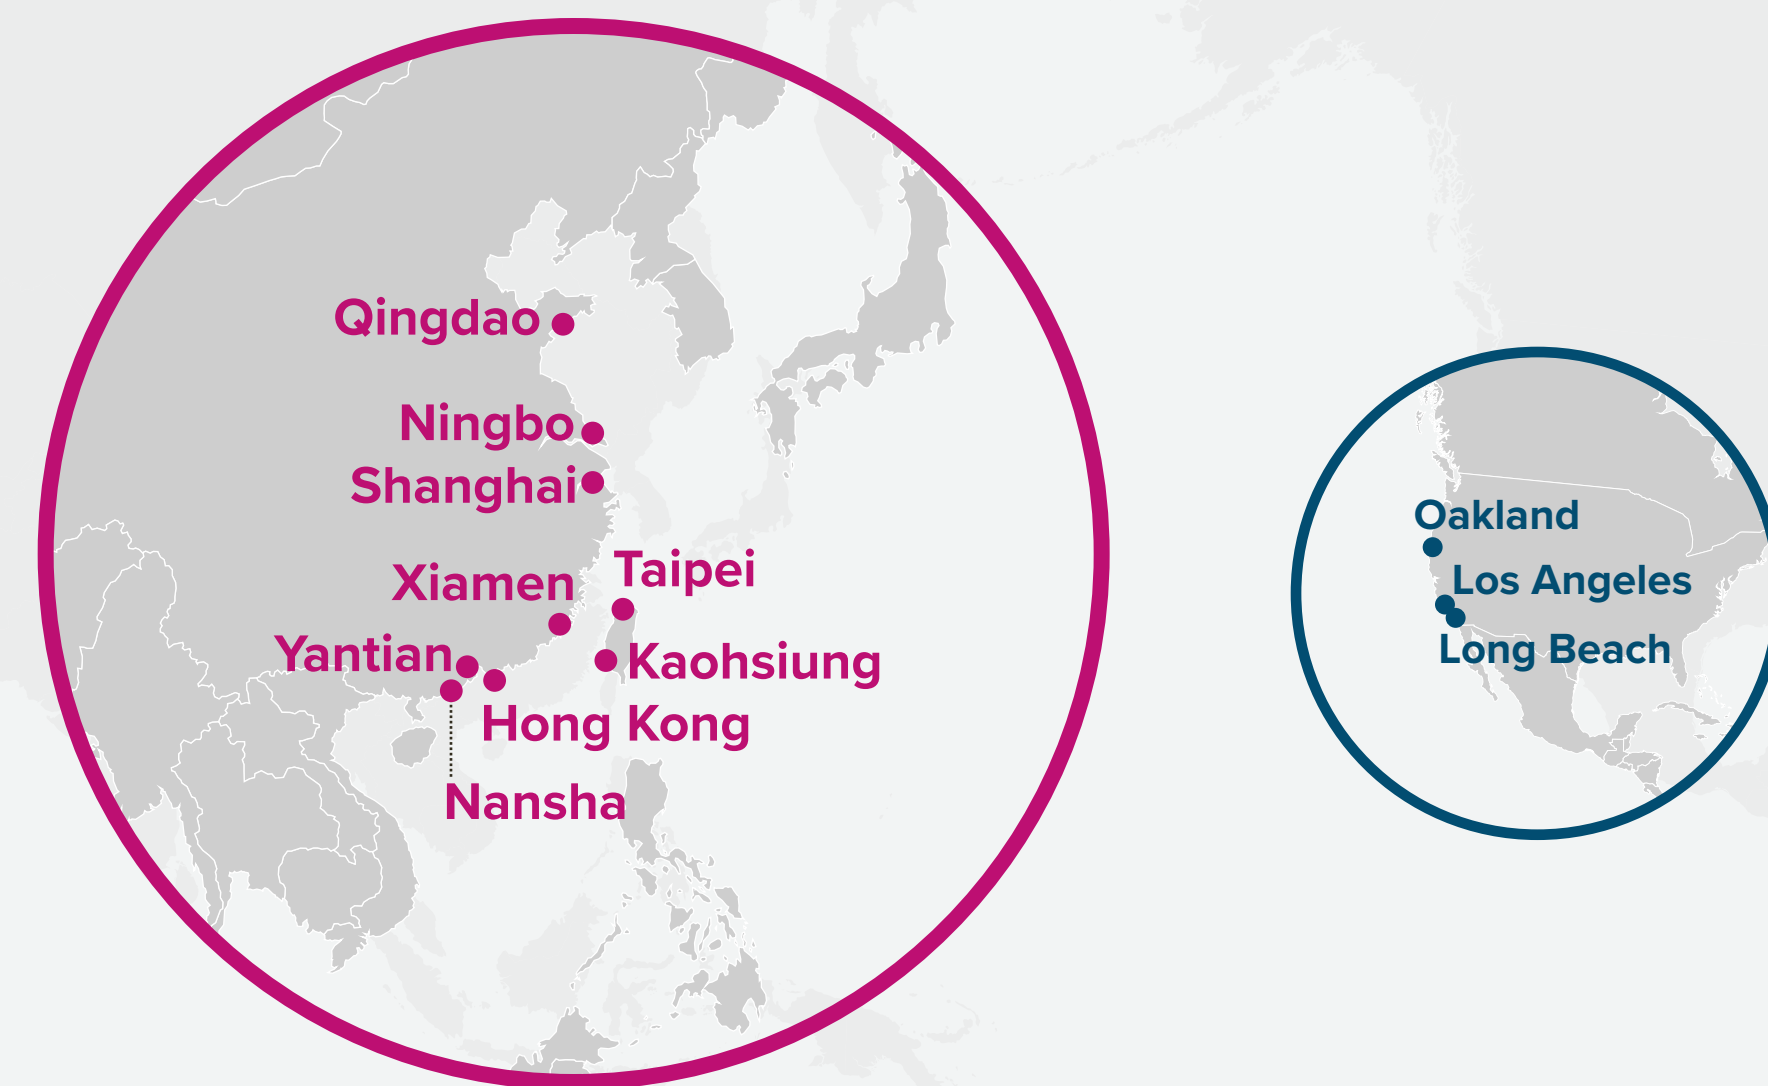 Qingdao
Ningbo
Shanghai
Xiamen
Taipei
Yantian
Kaohsiung
Hong Kong
Nansha
Oakland
Los Angeles
Long Beach